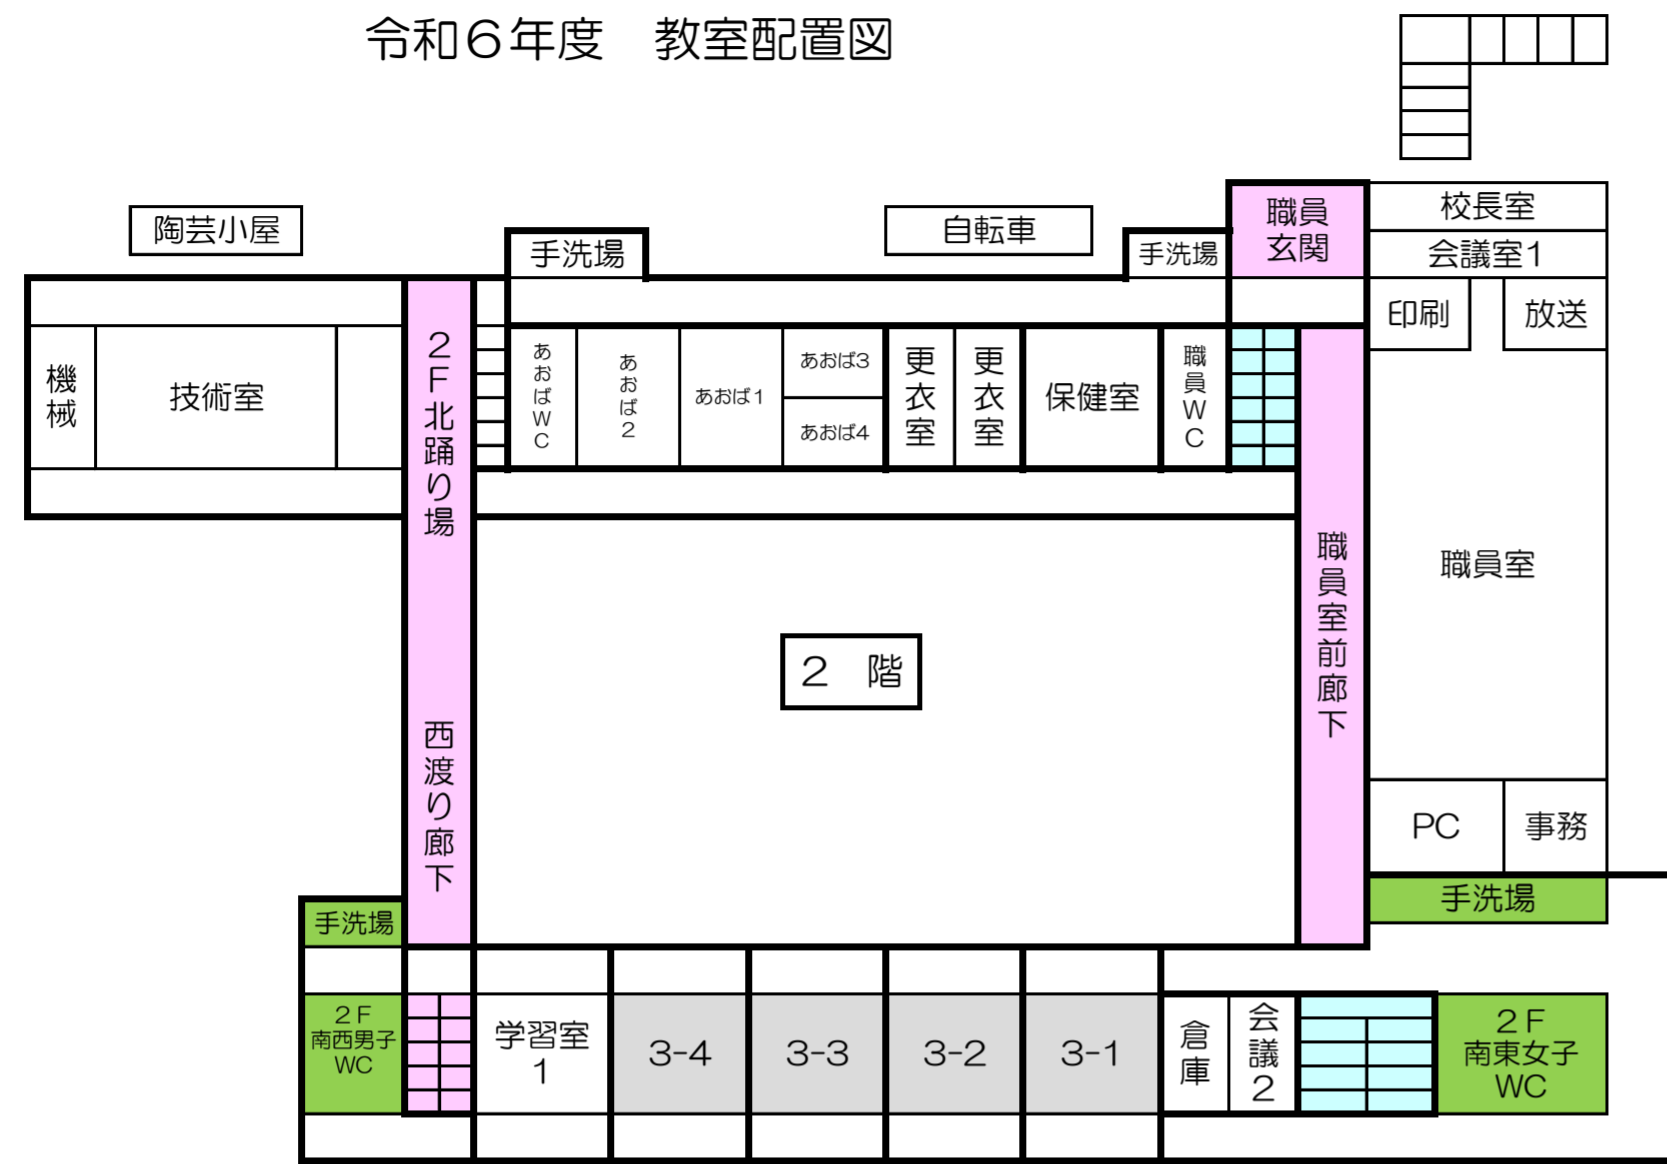 令和６年度　教室配置図
校長室
陶芸小屋
自転車
職員
玄関
手洗場
手洗場
会議室1
印刷
放送
機械
技術室
２Ｆ北踊り場
あおばＷＣ
あおば２
あおば１
あおば3
あおば4
更衣室
更衣室
保健室
職員ＷＣ
職員室前廊下
職員室
２　階
西渡り廊下
PC
事務
手洗場
手洗場
２Ｆ
南西男子
WC
学習室
1
3-4
3-3
3-2
3-1
倉庫
会議２
２Ｆ
南東女子
WC